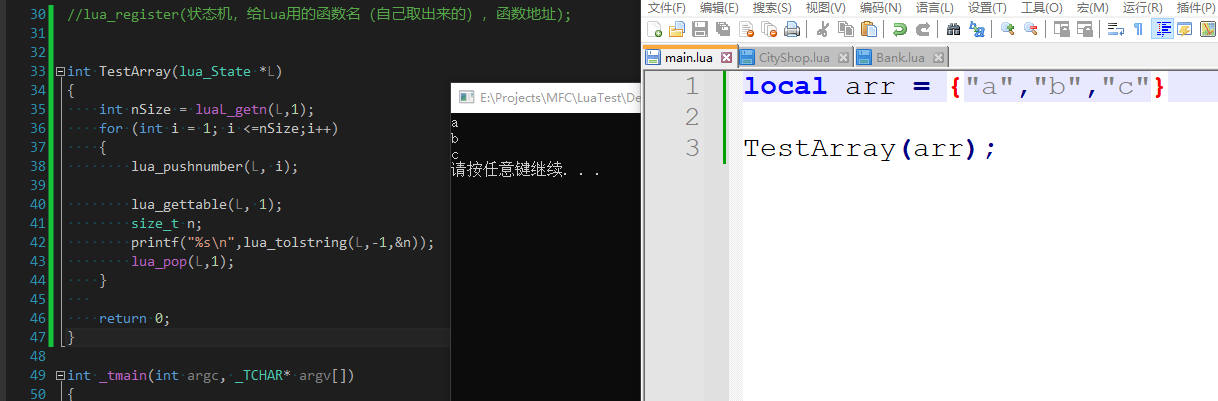 30 //lua_register(状态机，给Lua用的函数名（自己取出来的）, 函数地址);
31
32
33 int TestArray(lua_State *L)
34 {
35 int nSize = luaL_getn(L,1);
36 for (int i = 1; i <=nSize;i++)
37 {
38 lua_pushnumber(L, i);
39
40 lua_gettable(L, 1);
41 size_t n;
42 printf("%s\n",lua_tolstring(L,-1,&n));
43 lua_pop(L,1);
44 }
45
46 return 0;
47 }
48
49 int _tmain(int argc, _TCHAR* argv[])
50 {
E:\Projects\MFC\LuaTest\De
a
b
c
请按任意键继续. . .
文件(F) 编辑(E) 搜索(S) 视图(V) 编码(N) 语言(L) 设置(T) 工具(O) 宏(M) 运行(R) 插件(P)
main.lua CityShop.lua Bank.lua
1 local arr = {"a","b","c"}
2
3 TestArray(arr);